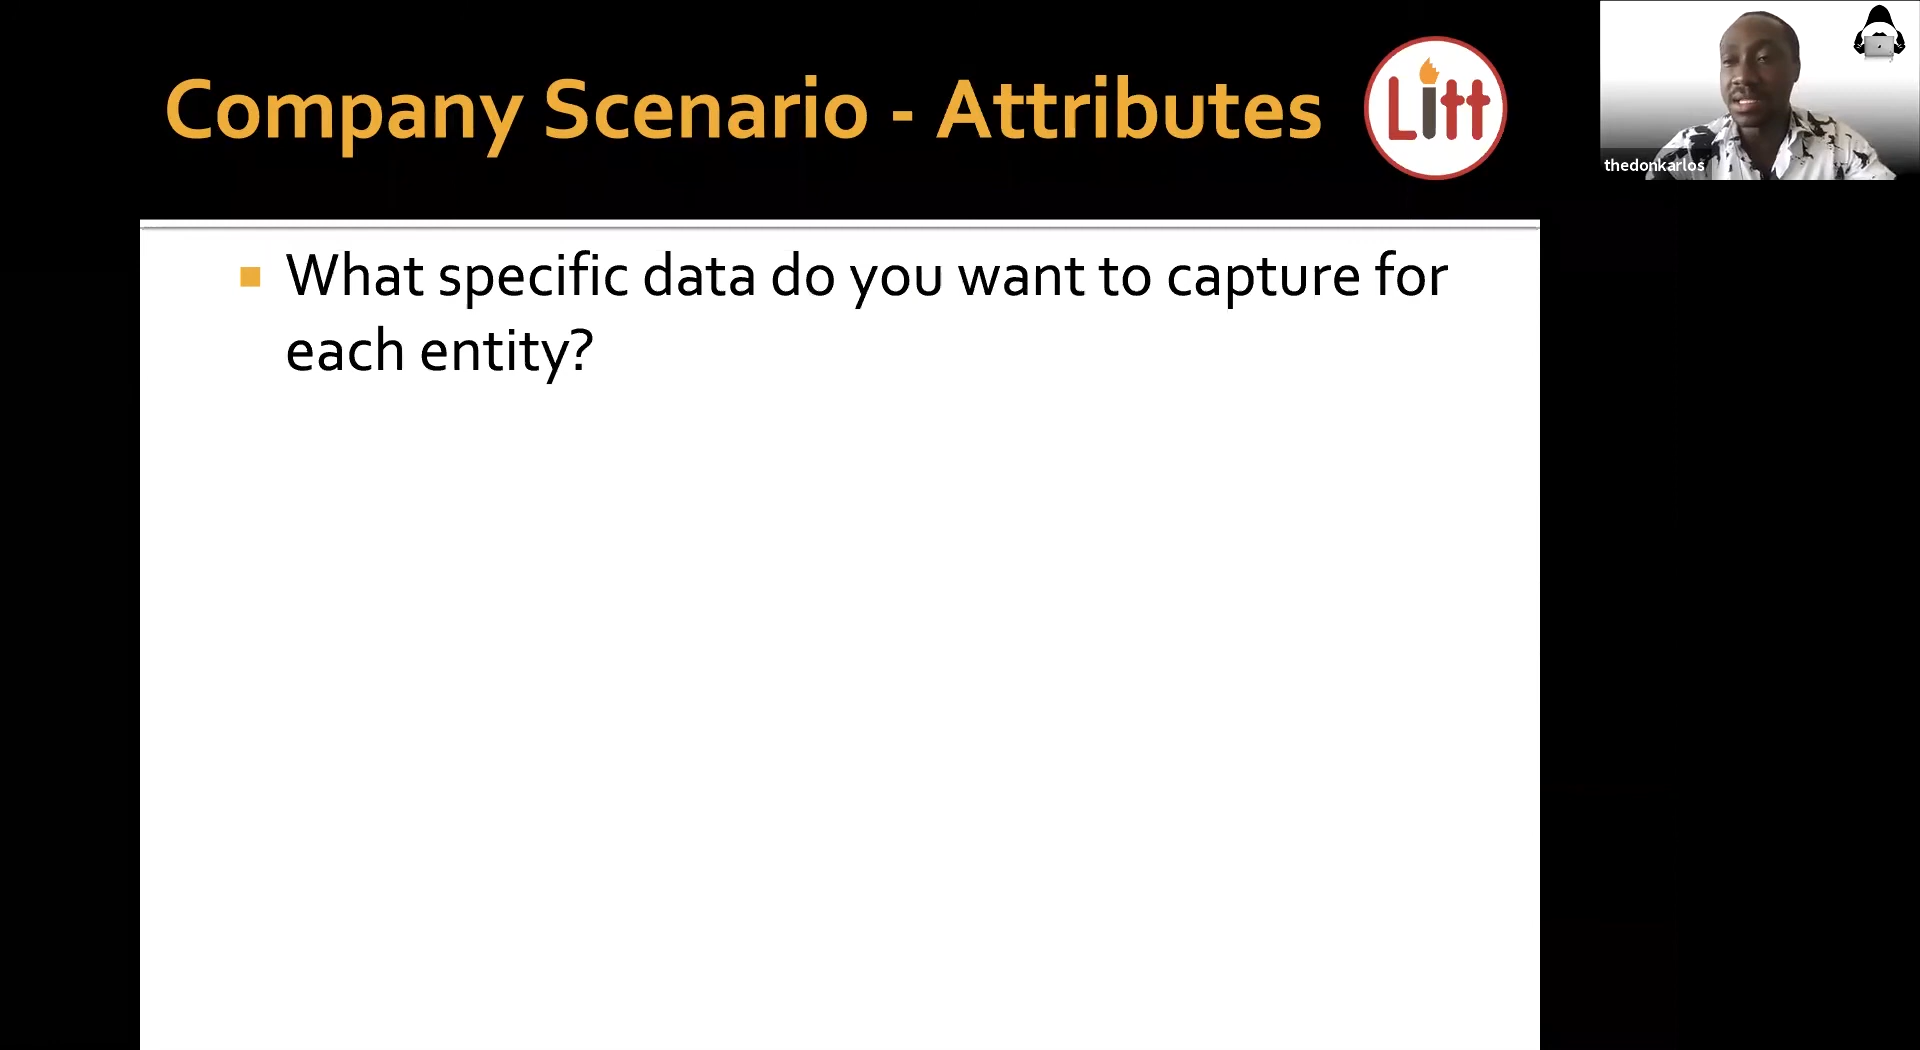 Company Scenario - Attributes
Litt
thedonkarlos
What specific data do you want to capture for
each entity?